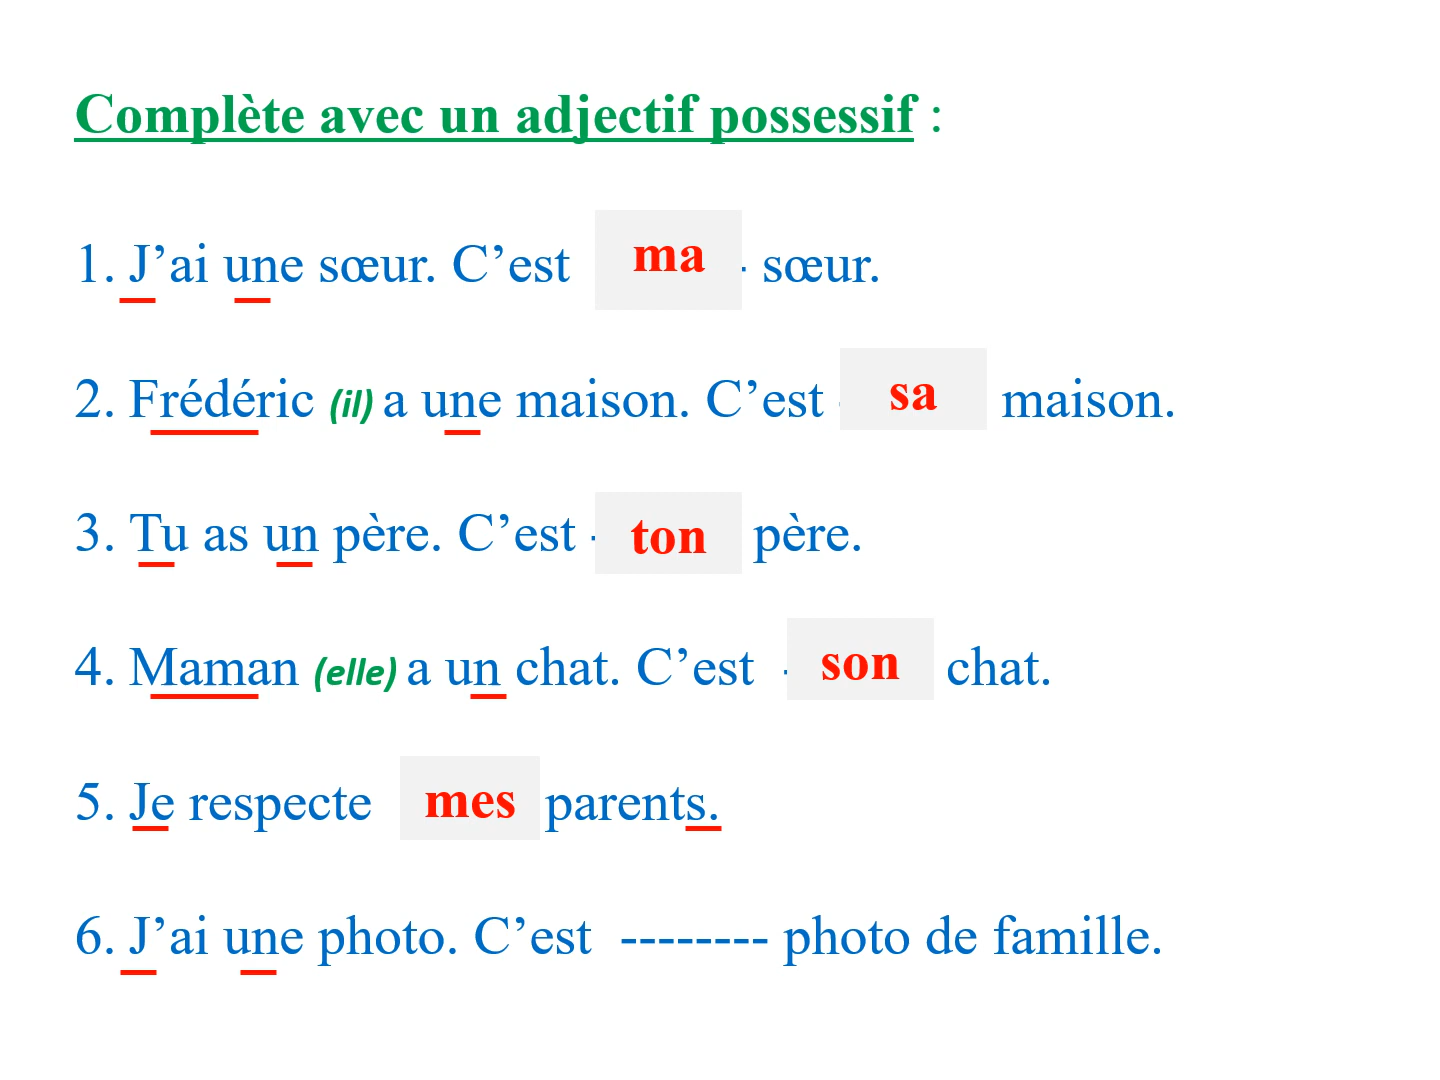 Complète avec un adjectif possessif :
1. J’ai une sœur. C’est ma - sœur.
2. Frédéric (il) a une maison. C’est sa maison.
3. Tu as un père. C’est - ton père.
4. Maman (elle) a un chat. C’est - son chat.
5. Je respecte mes parents.
6. J’ai une photo. C’est -------- photo de famille.